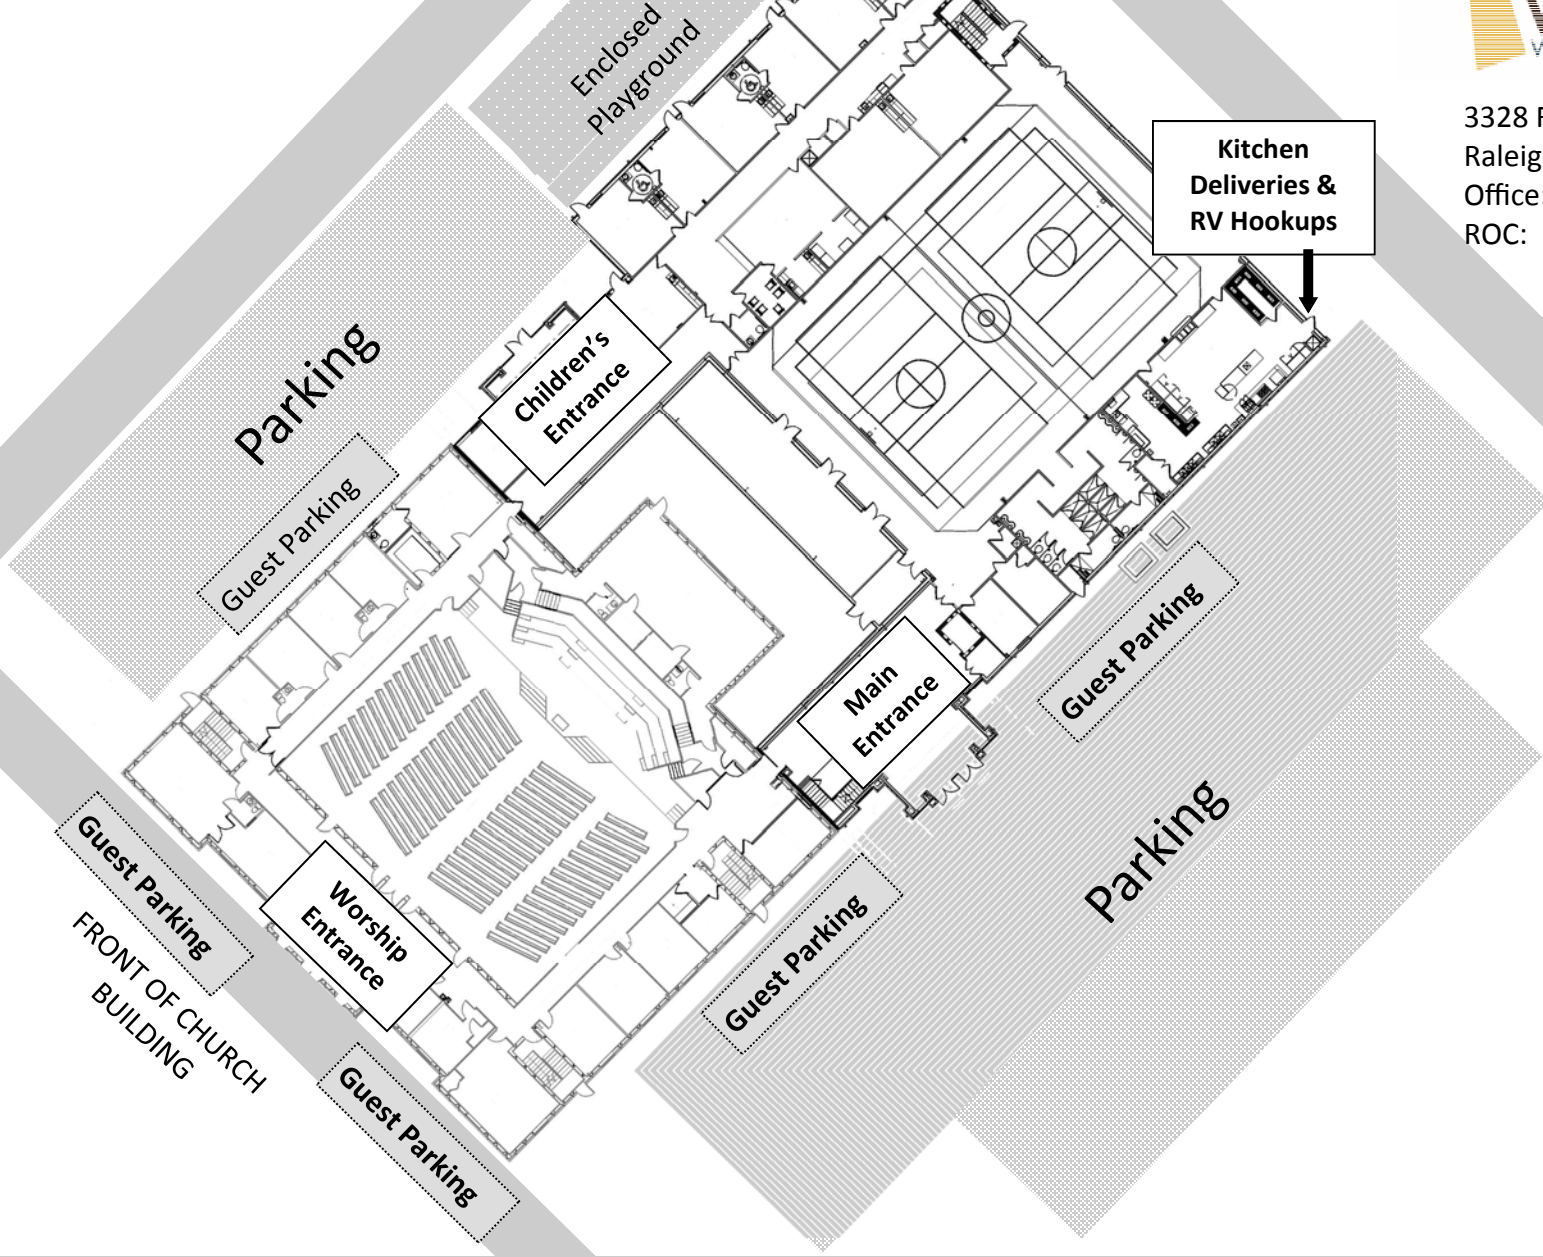 Enclosed
Playground
3328
Raleig
Office:
ROC:
Kitchen
Deliveries &
RV Hookups
Parking
Children’s
Entrance
Guest Parking
Guest Parking
Main
Entrance
Parking
Guest Parking
Worship
Entrance
Guest Parking
FRONT OF CHURCH
BUILDING
Guest Parking